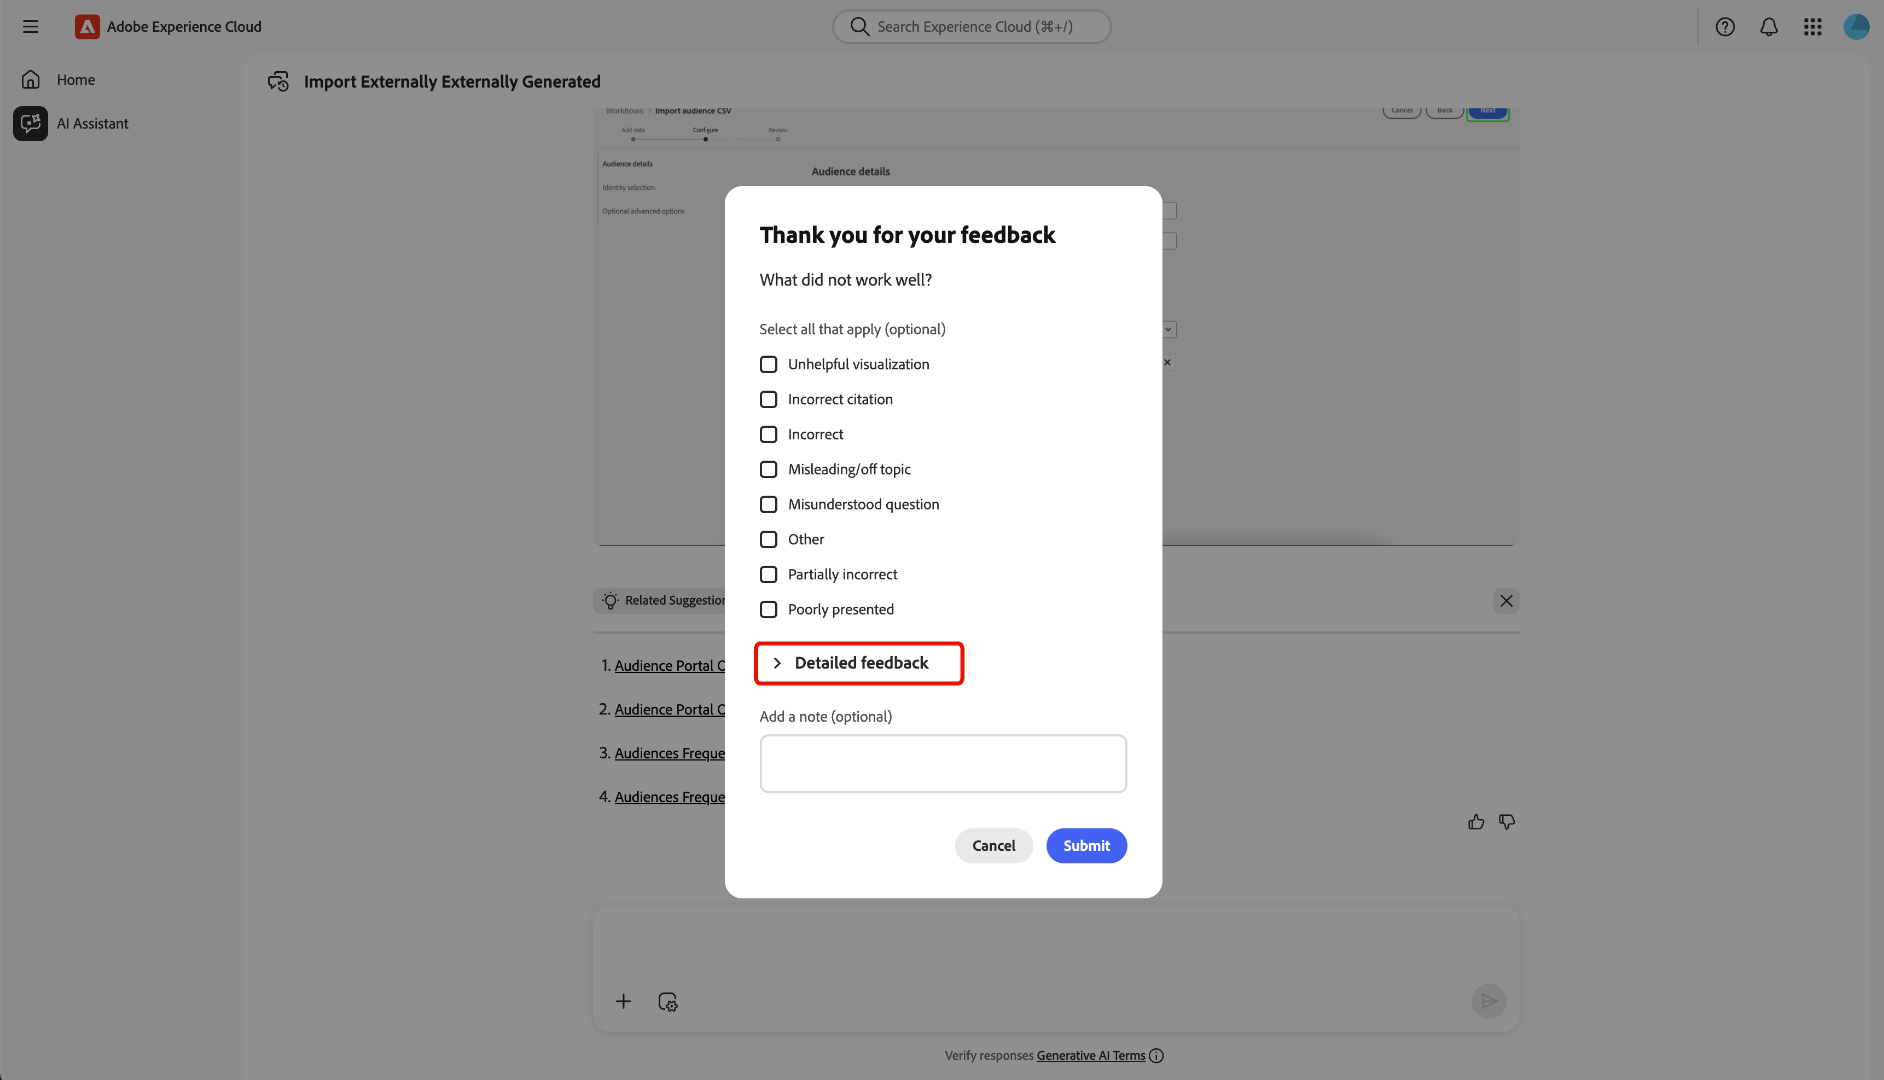 Adobe Experience Cloud
Search Experience Cloud (⌘+/)
Home
AI Assistant
Import Externally Externally Generated
Workflows › Import audience CSV
Cancel
Back
Next
Add data
Configure
Review
Audience details
Identity selection
Optional advanced options
Audience details
Thank you for your feedback
What did not work well?
Select all that apply (optional)
Unhelpful visualization
Incorrect citation
Incorrect
Misleading/off topic
Misunderstood question
Other
Partially incorrect
Poorly presented
Detailed feedback
Add a note (optional)
Cancel
Submit
Related Suggestion
1. Audience Portal
2. Audience Portal
3. Audiences Freque
4. Audiences Freque
Verify responses Generative AI Terms